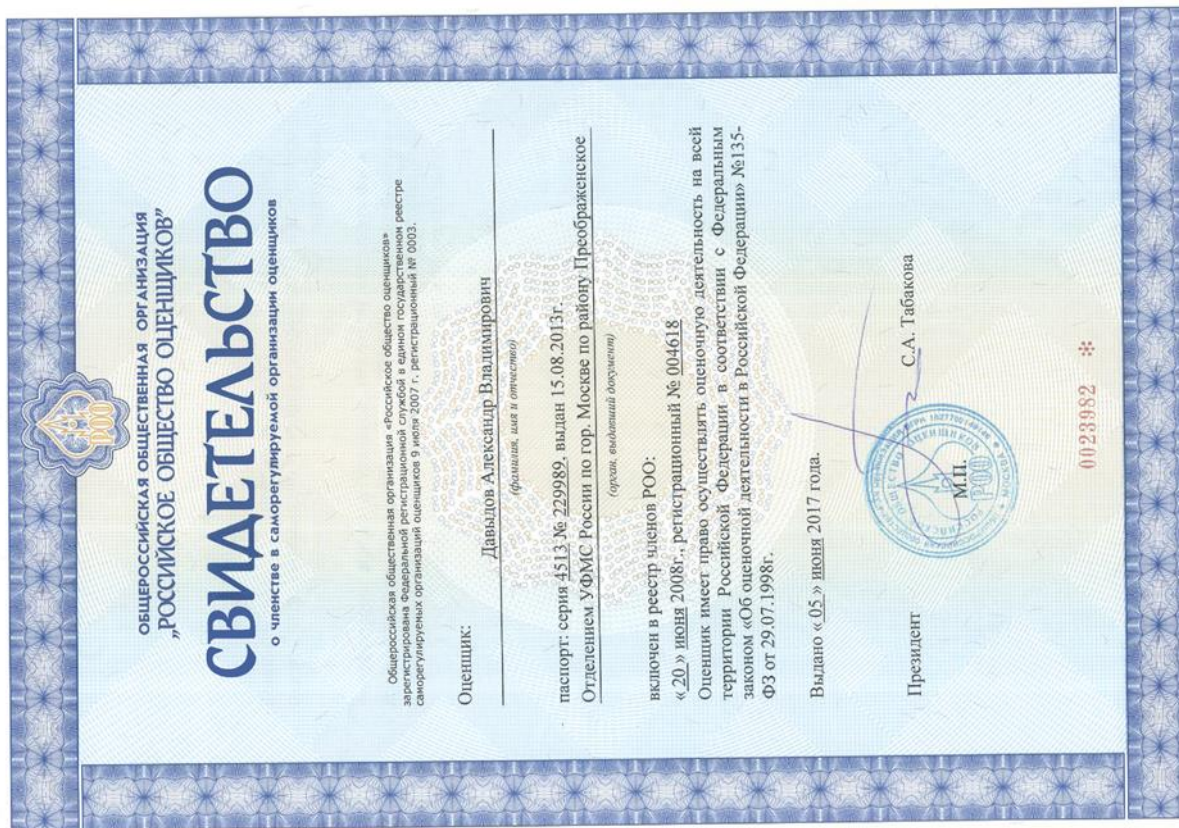 ОБЩЕРОССИЙСКАЯ ОБЩЕСТВЕННАЯ ОРГАНИЗАЦИЯ
„РОССИЙСКОЕ ОБЩЕСТВО ОЦЕНЩИКОВ”
СВИДЕТЕЛЬСТВО
о членстве в саморегулируемой организации оценщиков
Общероссийская общественная организация «Российское общество оценщиков»
зарегистрирована Федеральной регистрационной службой в едином государственном реестре
саморегулируемых организаций оценщиков 9 июля 2007 г. регистрационный № 0003.
Оценщик:
Давыдов Александр Владимирович
(фамилия, имя и отчество)
паспорт: серия 4513 № 229989, выдан 15.08.2013г.
Отделением УФМС России по гор. Москве по району Преображенское
(орган, выдавший документ)
включен в реестр членов РОО:
« 20 » июня 2008г., регистрационный № 004618
Оценщик имеет право осуществлять оценочную деятельность на всей
территории Российской Федерации в соответствии с Федеральным
законом «Об оценочной деятельности в Российской Федерации» №135-
ФЗ от 29.07.1998г.
Выдано « 05 » июня 2017 года.
Президент С.А. Табакова
М.П.
0023982 *